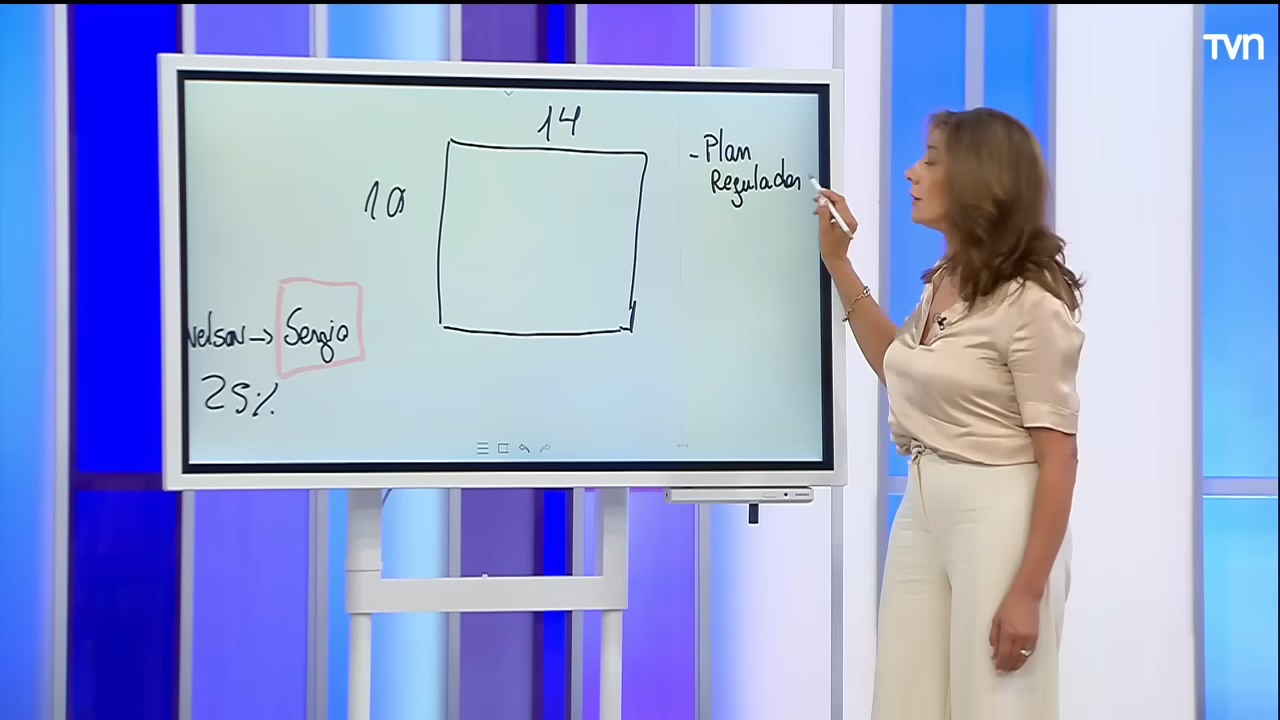 TVN
14
- Plan
Regulador
10
Nelson → Sergio
25%